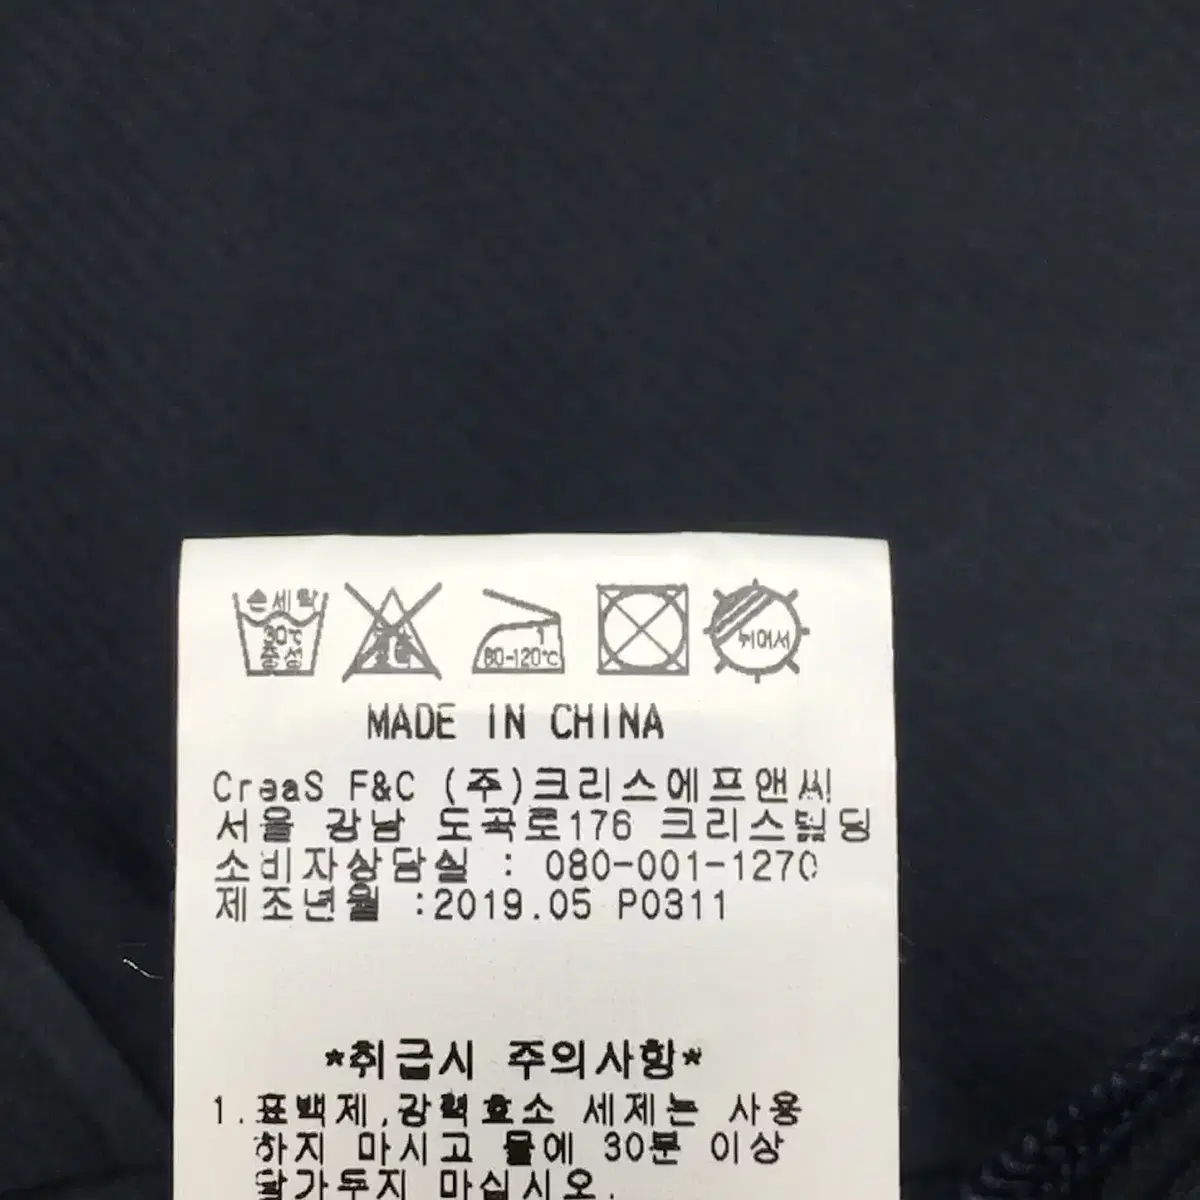 손세탁
30℃
중성
80-120℃
뉘어서
MADE IN CHINA
CreaS F&C (주)크리스에프앤씨
서울 강남 도곡로176 크리스빌딩
소비자상담실 : 080-001-1270
제조년월 :2019.05 P0311
*취급시 주의사항*
1.표백제,강력효소 세제는 사용
하지 마시고 물에 30분 이상
담가두지 마십시오.